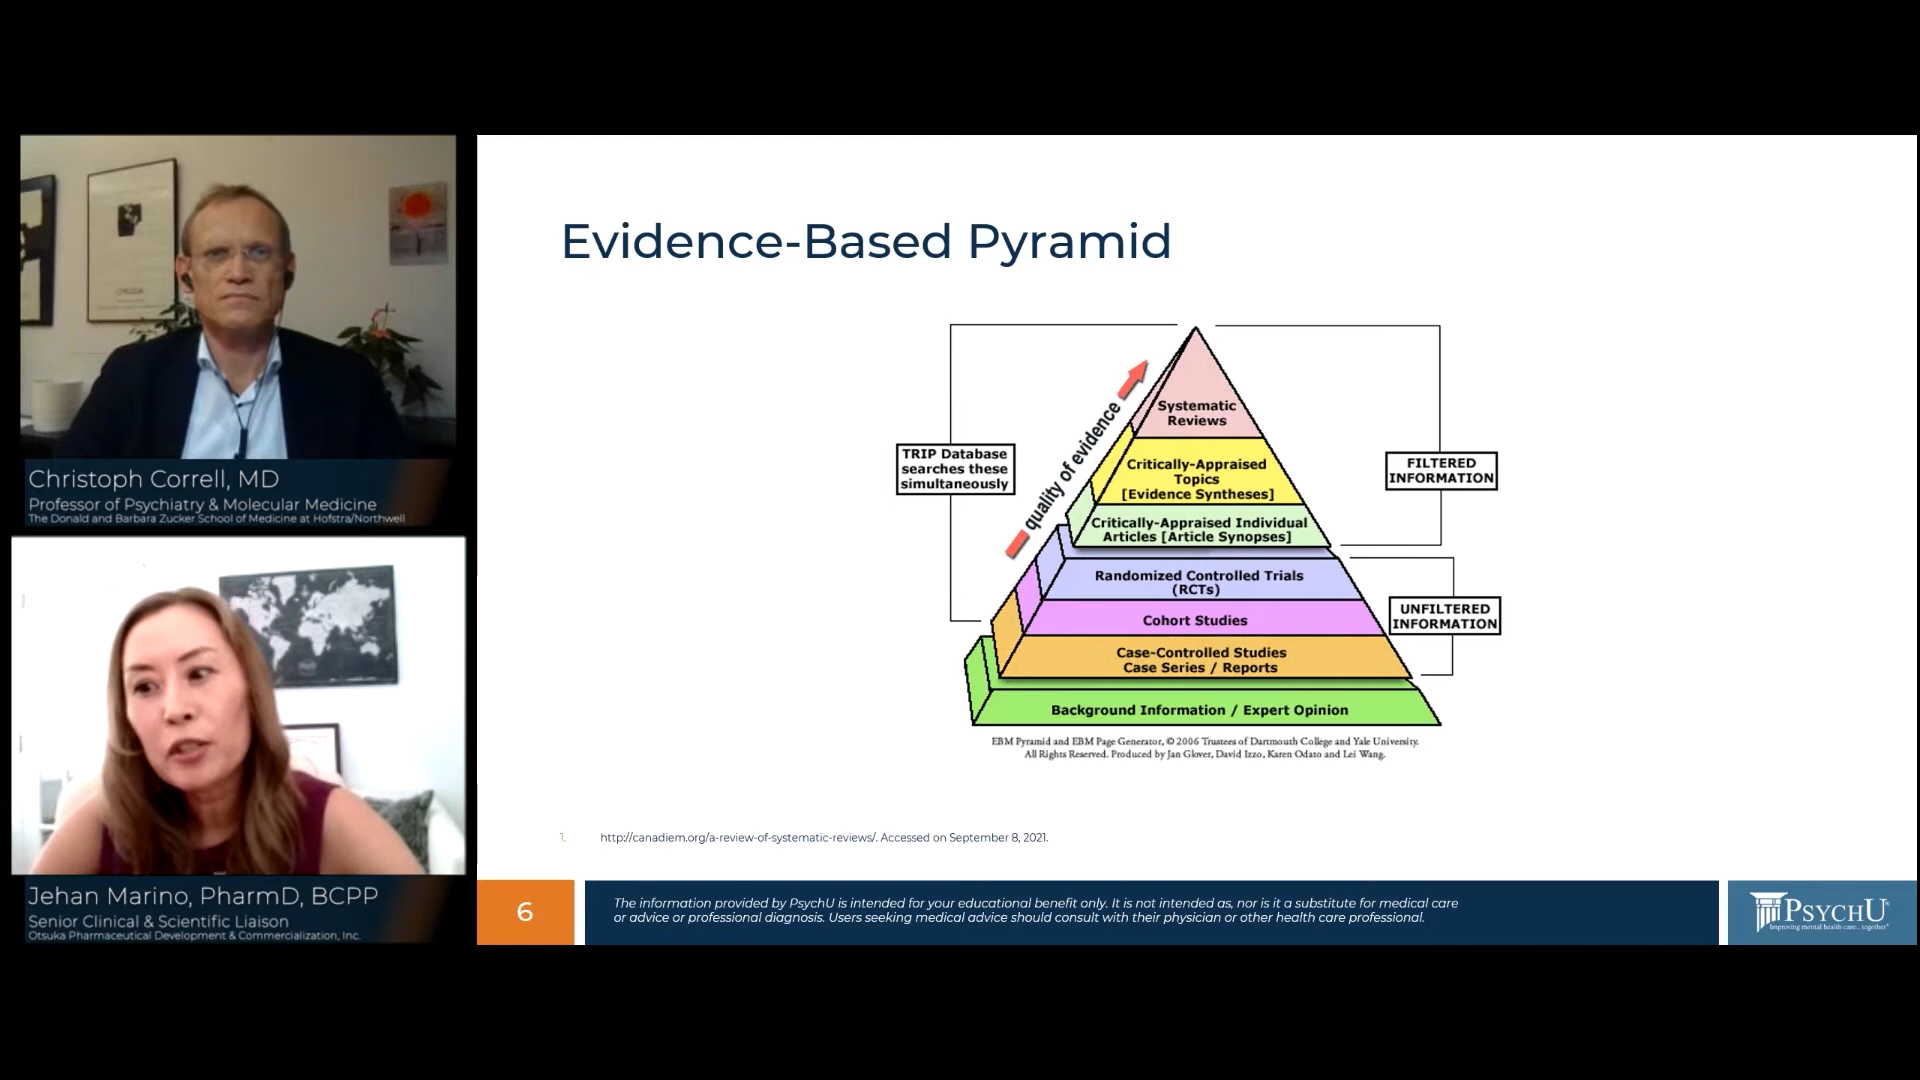 Christoph Correll, MD
Professor of Psychiatry & Molecular Medicine
The Donald and Barbara Zucker School of Medicine at Hofstra/Northwell
Jehan Marino, PharmD, BCPP
Senior Clinical & Scientific Liaison
Otsuka Pharmaceutical Development & Commercialization, Inc.
Evidence-Based Pyramid
TRIP Database
searches these
simultaneously
quality of evidence
Systematic
Reviews
Critically-Appraised
Topics
[Evidence Syntheses]
Critically-Appraised Individual
Articles [Article Synopses]
Randomized Controlled Trials
(RCTs)
Cohort Studies
Case-Controlled Studies
Case Series / Reports
Background Information / Expert Opinion
FILTERED
INFORMATION
UNFILTERED
INFORMATION
EBM Pyramid and EBM Page Generator, © 2006 Trustees of Dartmouth College and Yale University.
All Rights Reserved. Produced by Jan Glover, David Izzo, Karen Odato and Lei Wang.
1. http://canadiem.org/a-review-of-systematic-reviews/. Accessed on September 8, 2021.
6
The information provided by PsychU is intended for your educational benefit only. It is not intended as, nor is it a substitute for medical care
or advice or professional diagnosis. Users seeking medical advice should consult with their physician or other health care professional.
PSYCHU®
Improving mental health care... together®